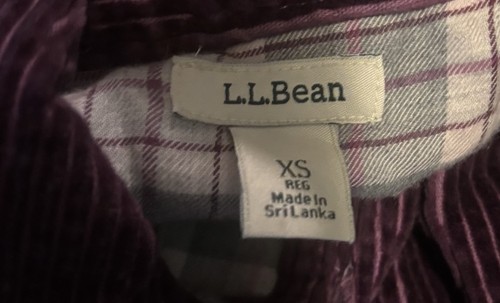 L.L.Bean
XS
REG
Made in
Sri Lanka